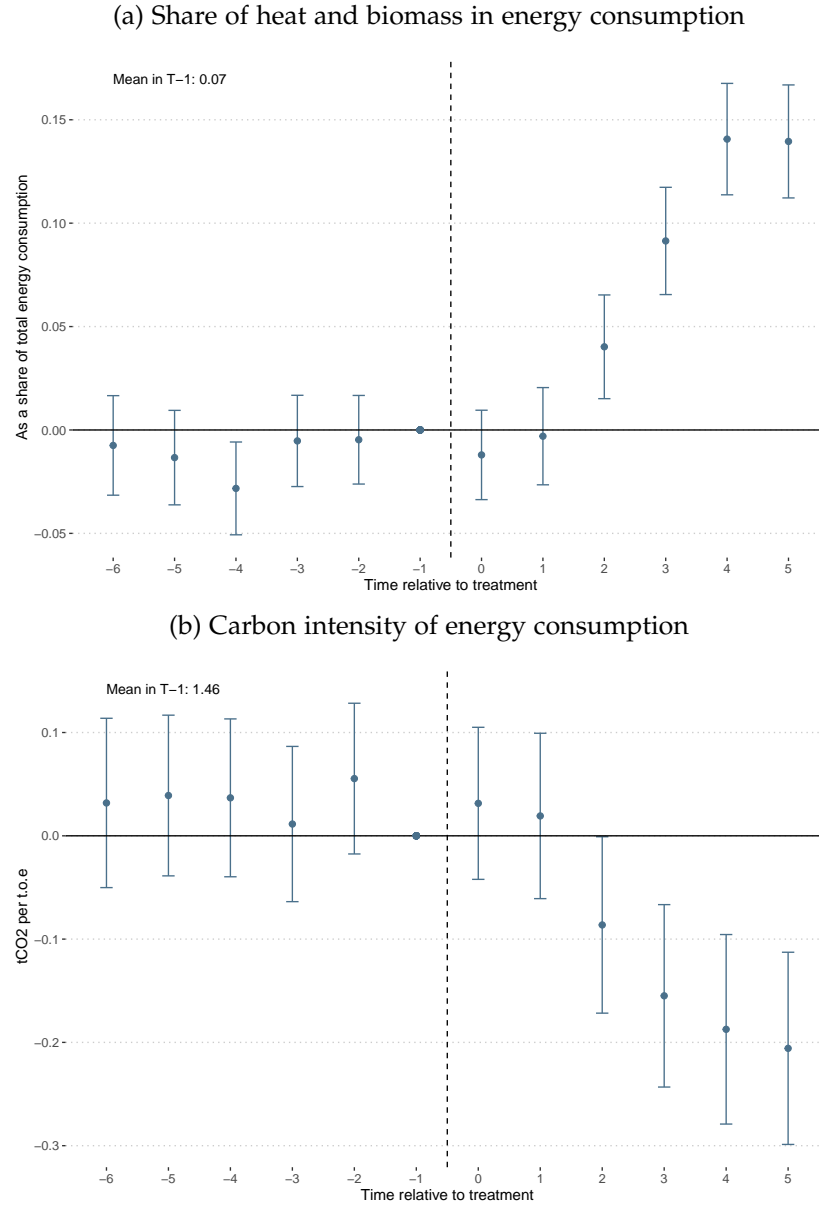 (a) Share of heat and biomass in energy consumption
Mean in T−1: 0.07
As a share of total energy consumption
0.15
0.10
0.05
0.00
−0.05
−6 −5 −4 −3 −2 −1 0 1 2 3 4 5
Time relative to treatment
(b) Carbon intensity of energy consumption
Mean in T−1: 1.46
tCO2 per t.o.e
0.1
0.0
−0.1
−0.2
−0.3
−6 −5 −4 −3 −2 −1 0 1 2 3 4 5
Time relative to treatment